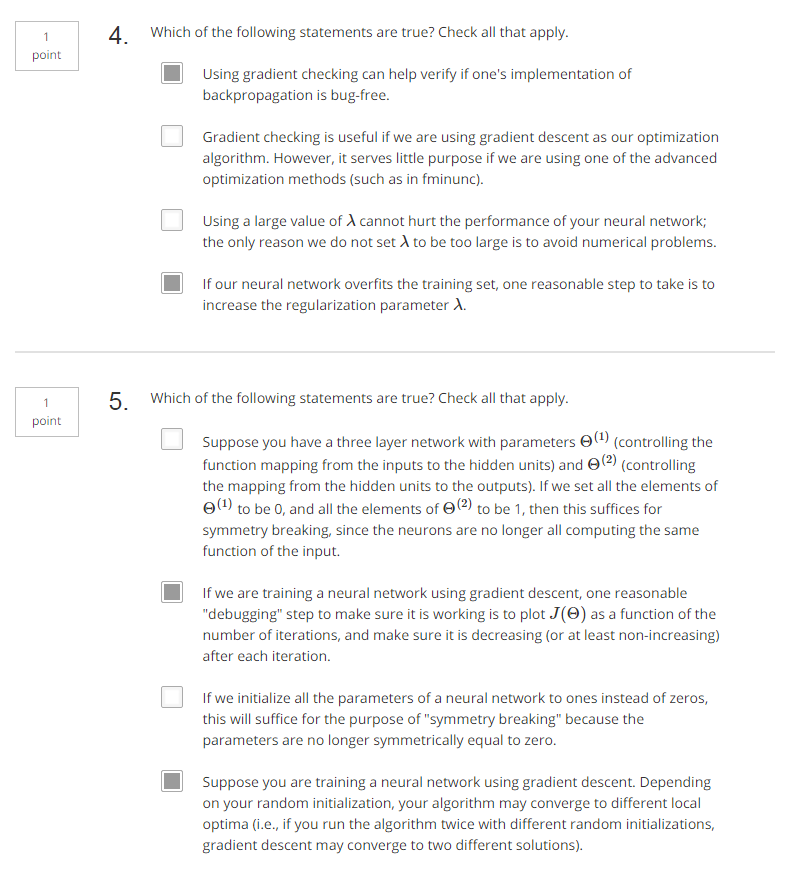 1
point
4.
Which of the following statements are true? Check all that apply.
Using gradient checking can help verify if one's implementation of
backpropagation is bug-free.
Gradient checking is useful if we are using gradient descent as our optimization
algorithm. However, it serves little purpose if we are using one of the advanced
optimization methods (such as in fminunc).
Using a large value of λ cannot hurt the performance of your neural network;
the only reason we do not set λ to be too large is to avoid numerical problems.
If our neural network overfits the training set, one reasonable step to take is to
increase the regularization parameter λ.
1
point
5.
Which of the following statements are true? Check all that apply.
Suppose you have a three layer network with parameters Θ(1) (controlling the
function mapping from the inputs to the hidden units) and Θ(2) (controlling
the mapping from the hidden units to the outputs). If we set all the elements of
Θ(1) to be 0, and all the elements of Θ(2) to be 1, then this suffices for
symmetry breaking, since the neurons are no longer all computing the same
function of the input.
If we are training a neural network using gradient descent, one reasonable
"debugging" step to make sure it is working is to plot J(Θ) as a function of the
number of iterations, and make sure it is decreasing (or at least non-increasing)
after each iteration.
If we initialize all the parameters of a neural network to ones instead of zeros,
this will suffice for the purpose of "symmetry breaking" because the
parameters are no longer symmetrically equal to zero.
Suppose you are training a neural network using gradient descent. Depending
on your random initialization, your algorithm may converge to different local
optima (i.e., if you run the algorithm twice with different random initializations,
gradient descent may converge to two different solutions).